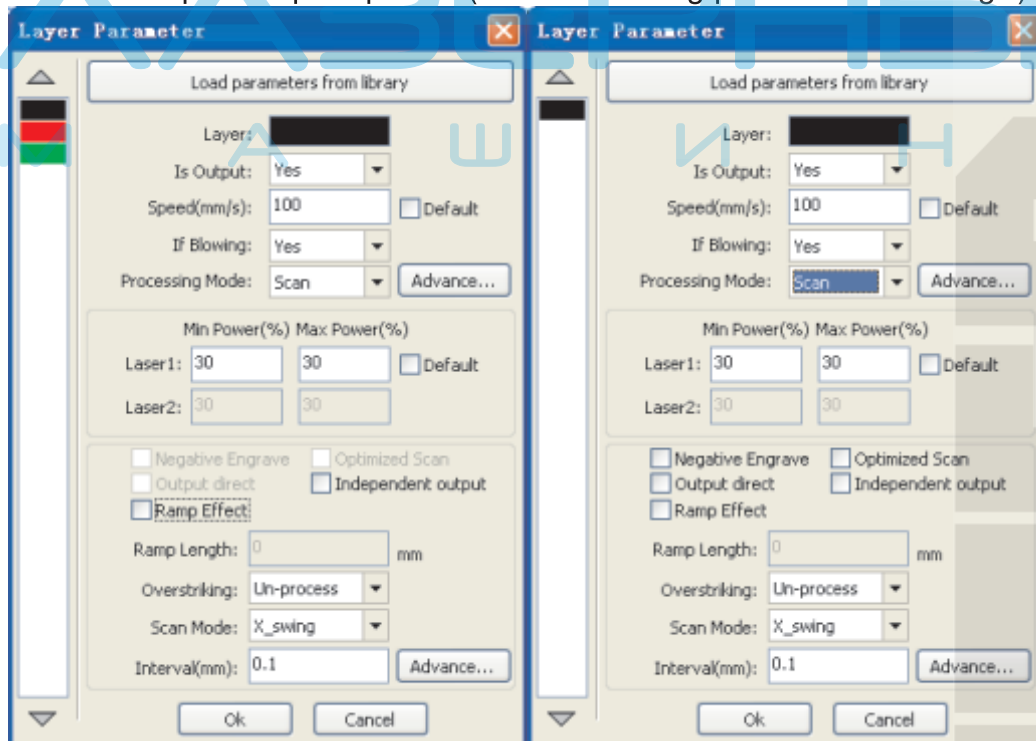 Layer Parameter
Load parameters from library
Layer:
Is Output: Yes
Speed(mm/s): 100 Default
If Blowing: Yes
Processing Mode: Scan Advance...
Min Power(%) Max Power(%)
Laser1: 30 30 Default
Laser2: 30 30
Negative Engrave Optimized Scan
Output direct Independent output
Ramp Effect
Ramp Length: 0 mm
Overstriking: Un-process
Scan Mode: X_swing
Interval(mm): 0.1 Advance...
Ok Cancel
Layer Parameter
Load parameters from library
Layer:
Is Output: Yes
Speed(mm/s): 100 Default
If Blowing: Yes
Processing Mode: Scan Advance...
Min Power(%) Max Power(%)
Laser1: 30 30 Default
Laser2: 30 30
Negative Engrave Optimized Scan
Output direct Independent output
Ramp Effect
Ramp Length: 0 mm
Overstriking: Un-process
Scan Mode: X_swing
Interval(mm): 0.1 Advance...
Ok Cancel